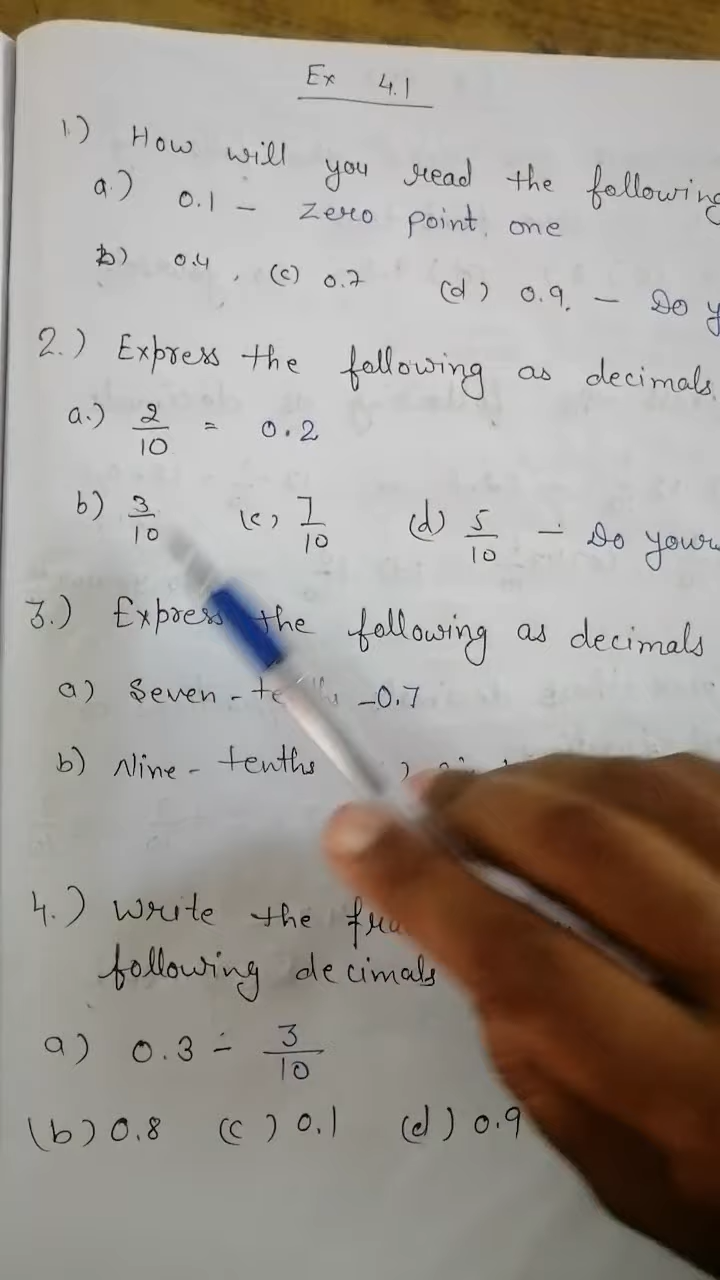 Ex 4.1
1.) How will you read the following
a.) 0.1 - zero point one
b) 0.4, (c) 0.7 (d) 0.9. - Do
2.) Express the following as decimals.
a.) 2/10 = 0.2
b) 3/10 (c) 7/10 (d) 5/10 - Do
3.) Express the following as decimals
a) Seven - -0.7
b) Nine - tenths
4.) Write the
following decimals
a) 0.3 - 3/10
(b) 0.8 (c) 0.1 (d) 0.9